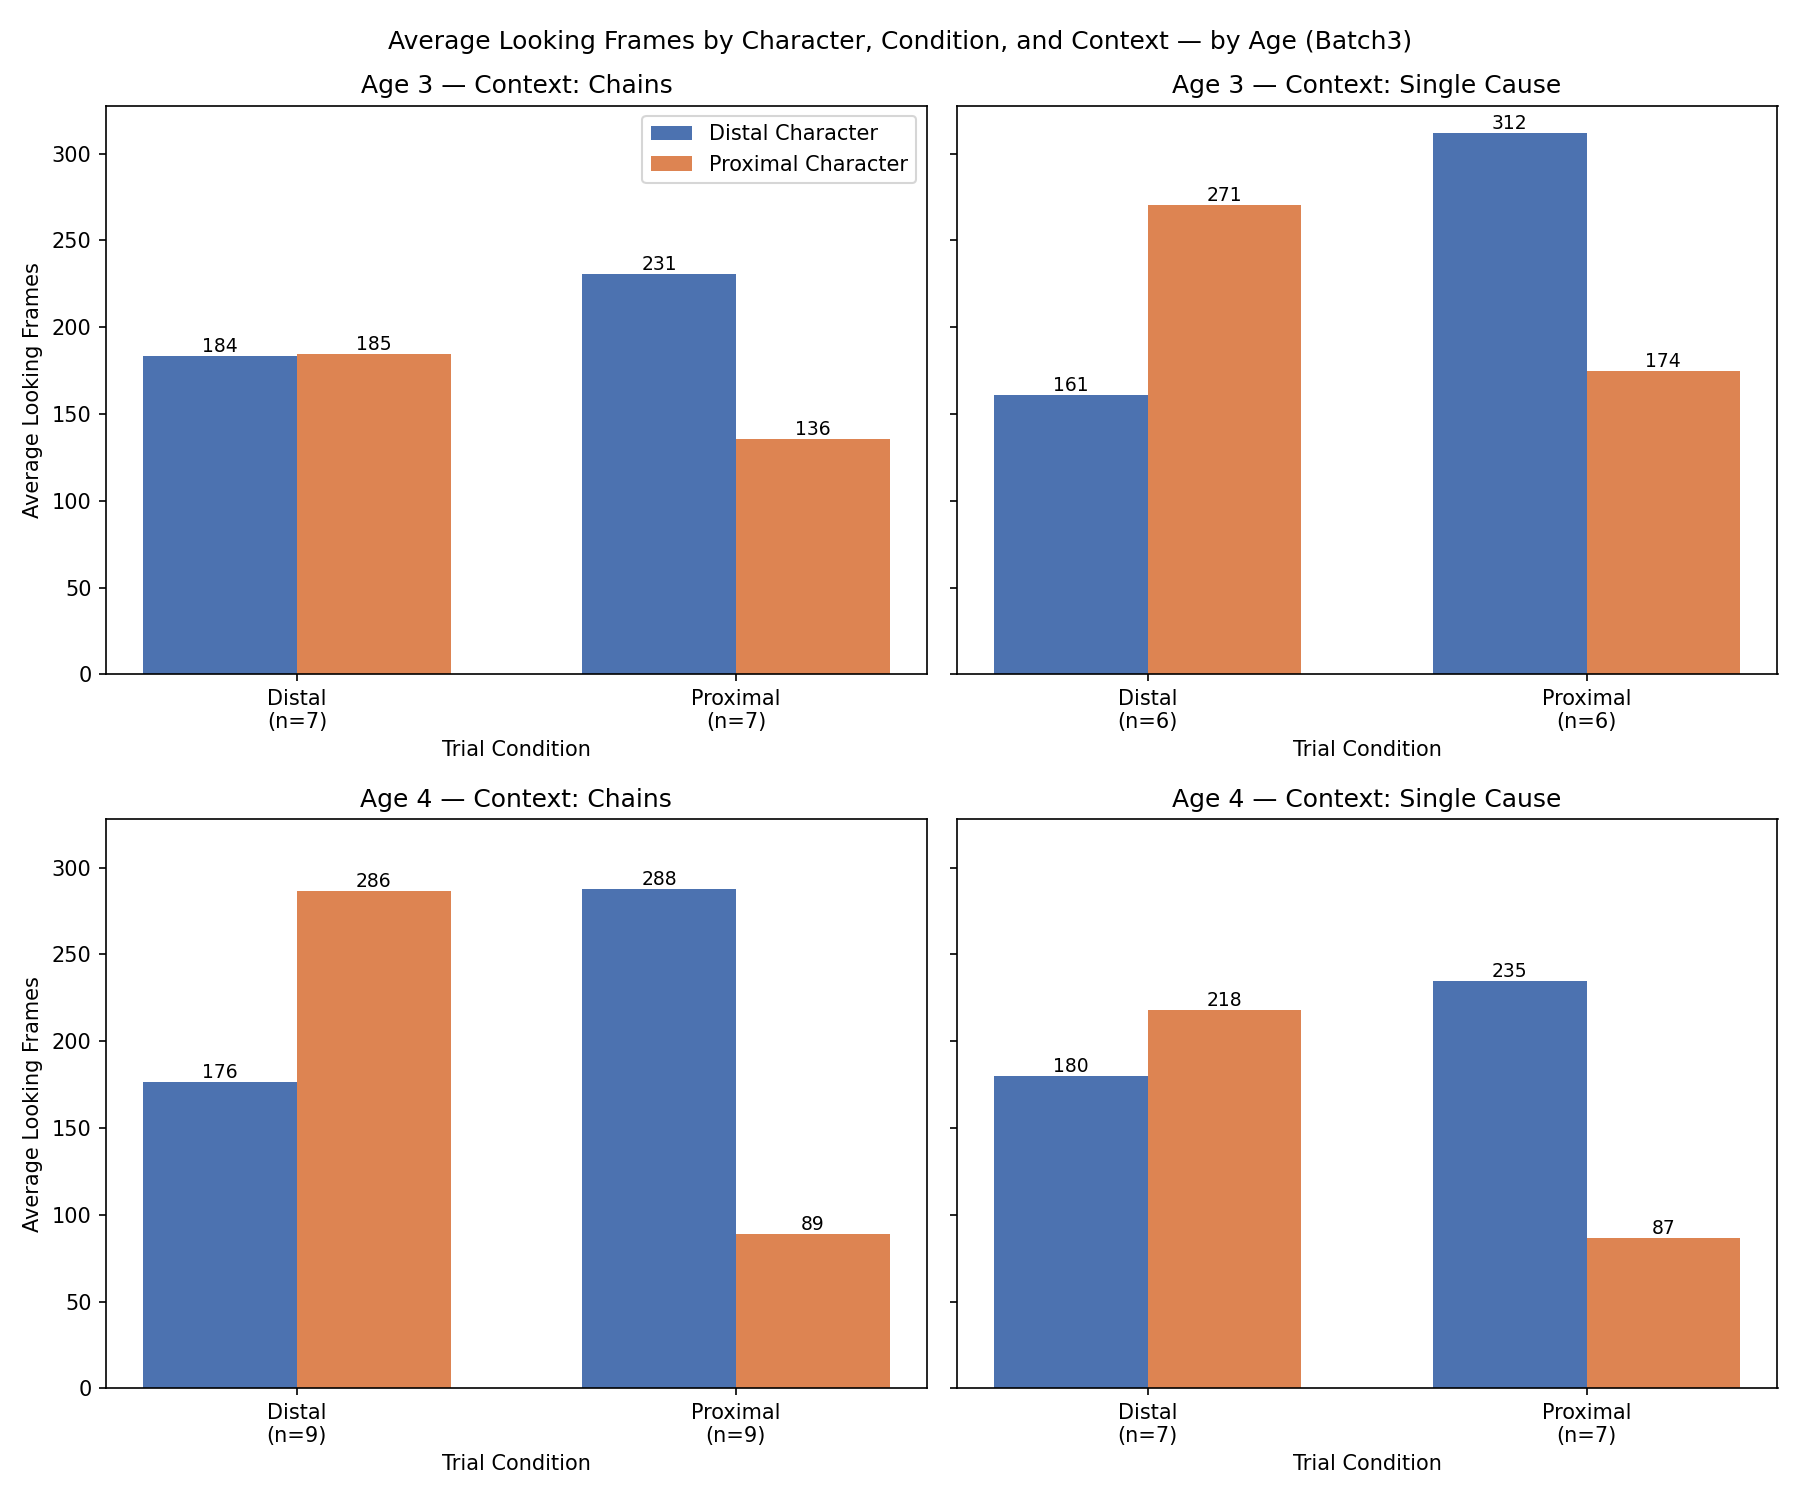 Average Looking Frames by Character, Condition, and Context — by Age (Batch3)
Age 3 — Context: Chains
Distal Character
Proximal Character
Average Looking Frames
300
250
200
150
100
50
0
184
185
231
136
Distal
(n=7)
Proximal
(n=7)
Trial Condition
Age 3 — Context: Single Cause
161
271
312
174
Distal
(n=6)
Proximal
(n=6)
Trial Condition
Age 4 — Context: Chains
Average Looking Frames
300
250
200
150
100
50
0
176
286
288
89
Distal
(n=9)
Proximal
(n=9)
Trial Condition
Age 4 — Context: Single Cause
180
218
235
87
Distal
(n=7)
Proximal
(n=7)
Trial Condition